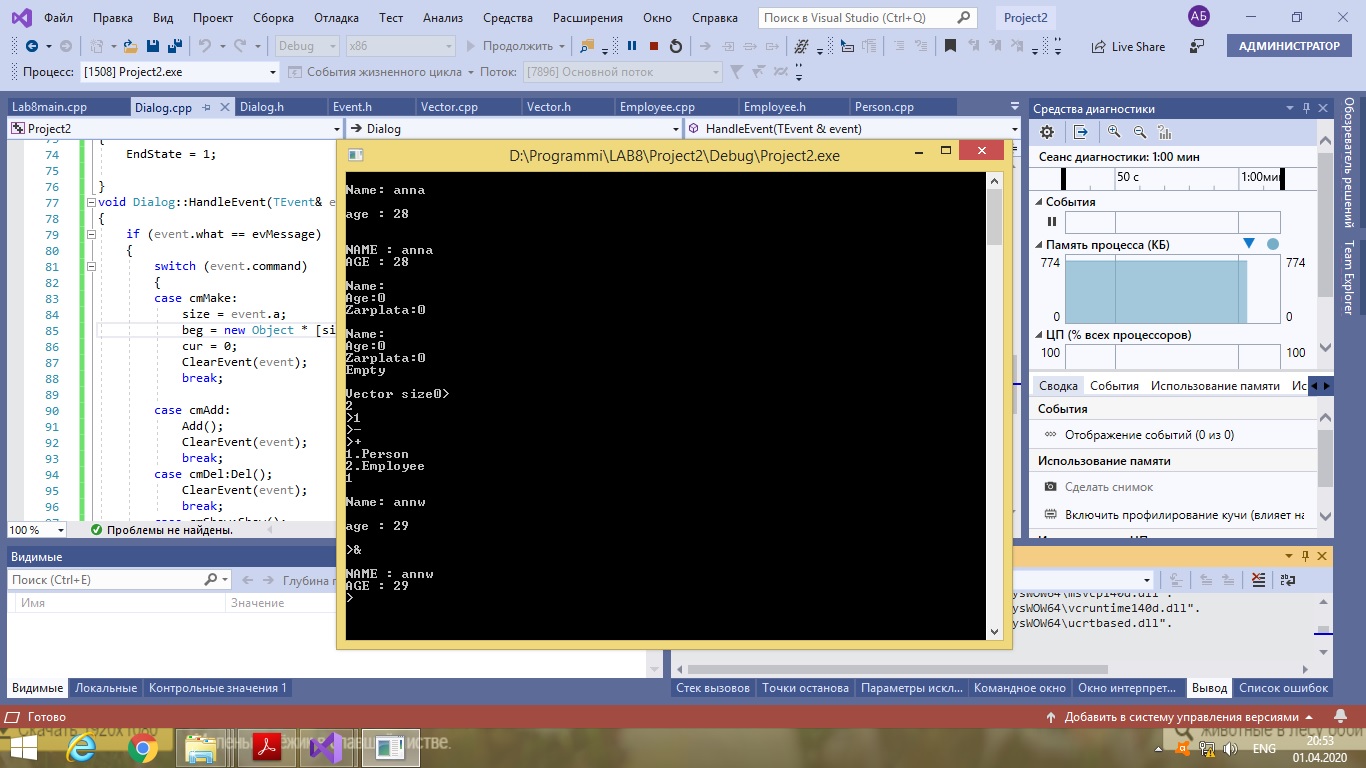 Файл Правка Вид Проект Сборка Отладка Тест Анализ Средства Расширения Окно Справка Поиск в Visual Studio (Ctrl+Q) Project2 АБ
Debug x86 Продолжить Live Share АДМИНИСТРАТОР
Процесс: [1508] Project2.exe События жизненного цикла Поток: [7896] Основной поток
Lab8main.cpp Dialog.cpp Dialog.h Event.h Vector.cpp Vector.h Employee.cpp Employee.h Person.cpp
Project2 Dialog HandleEvent(TEvent & event)
{
74 EndState = 1;
75
76 }
77 void Dialog::HandleEvent(TEvent& e
78 {
79 if (event.what == evMessage)
80 {
81 switch (event.command)
82 {
83 case cmMake:
84 size = event.a;
85 beg = new Object * [si
86 cur = 0;
87 ClearEvent(event);
88 break;
89
90 case cmAdd:
91 Add();
92 ClearEvent(event);
93 break;
94 case cmDel:Del();
95 ClearEvent(event);
96 break;
case cmShow:Show();
100 % Проблемы не найдены.
D:\Programmi\LAB8\Project2\Debug\Project2.exe
Name: anna
age : 28
NAME : anna
AGE : 28
Name:
Age:0
Zarplata:0
Name:
Age:0
Zarplata:0
Empty
Vector size0>
2
>1
>-
>+
1.Person
2.Employee
1
Name: annw
age : 29
>&
NAME : annw
AGE : 29
>
Средства диагностики
Сеанс диагностики: 1:00 мин
50 с 1:00мин
События
Память процесса (КБ)
774 774
0 0
ЦП (% всех процессоров)
100 100
Сводка События Использование памяти Ис
События
Отображение событий (0 из 0)
Использование памяти
Сделать снимок
Включить профилирование кучи (влияет на
Обозреватель решений
Team Explorer
Видимые
Поиск (Ctrl+E) Глубина п
Имя Значение
ysWOW64\msvcp140d.dll".
ysWOW64\vcruntime140d.dll".
ysWOW64\ucrtbased.dll".
Видимые Локальные Контрольные значения 1
Стек вызовов Точки останова Параметры искл... Командное окно Окно интерпрет... Вывод Список ошибок
Готово Добавить в систему управления версиями
Скачать 1920x1080
животные в лесу
ENG 20:53
01.04.2020